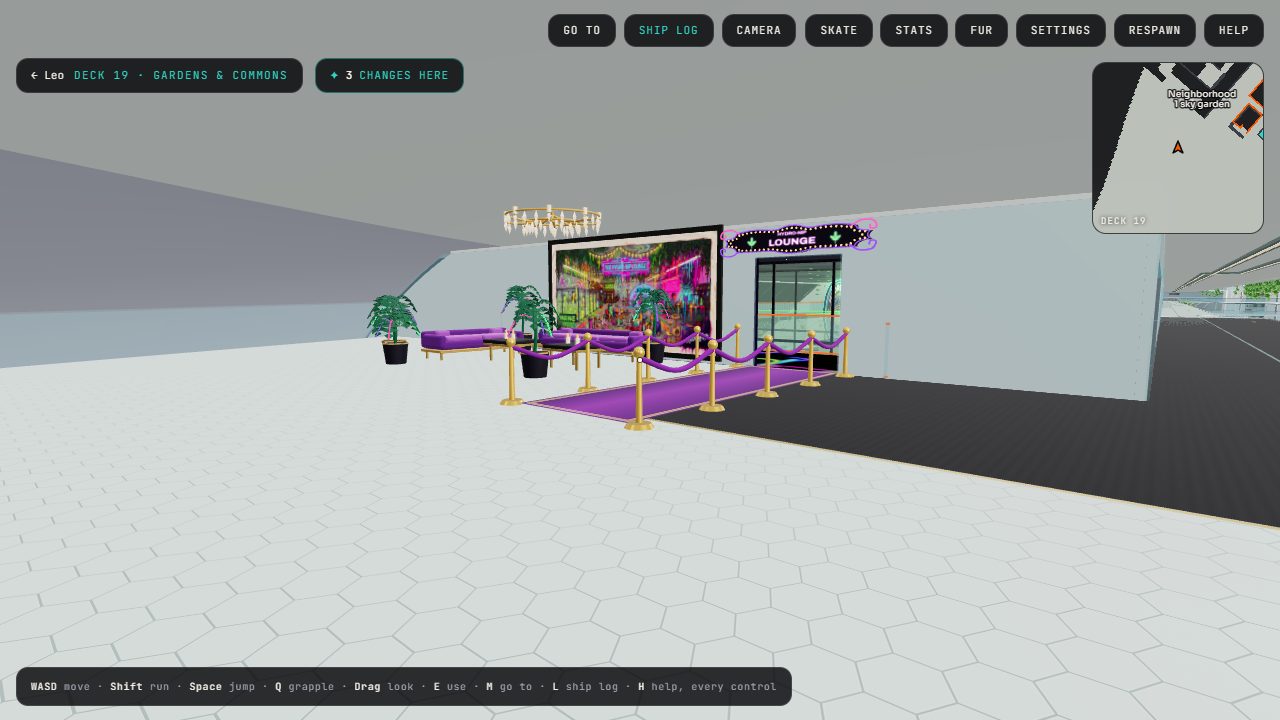 GO TO
SHIP LOG
CAMERA
SKATE
STATS
FUR
SETTINGS
RESPAWN
HELP
← Leo DECK 19 · GARDENS & COMMONS
✦ 3 CHANGES HERE
Neighborhood
1 sky garden
DECK 19
LOUNGE
WASD move · Shift run · Space jump · Q grapple · Drag look · E use · M go to · L ship log · H help, every control